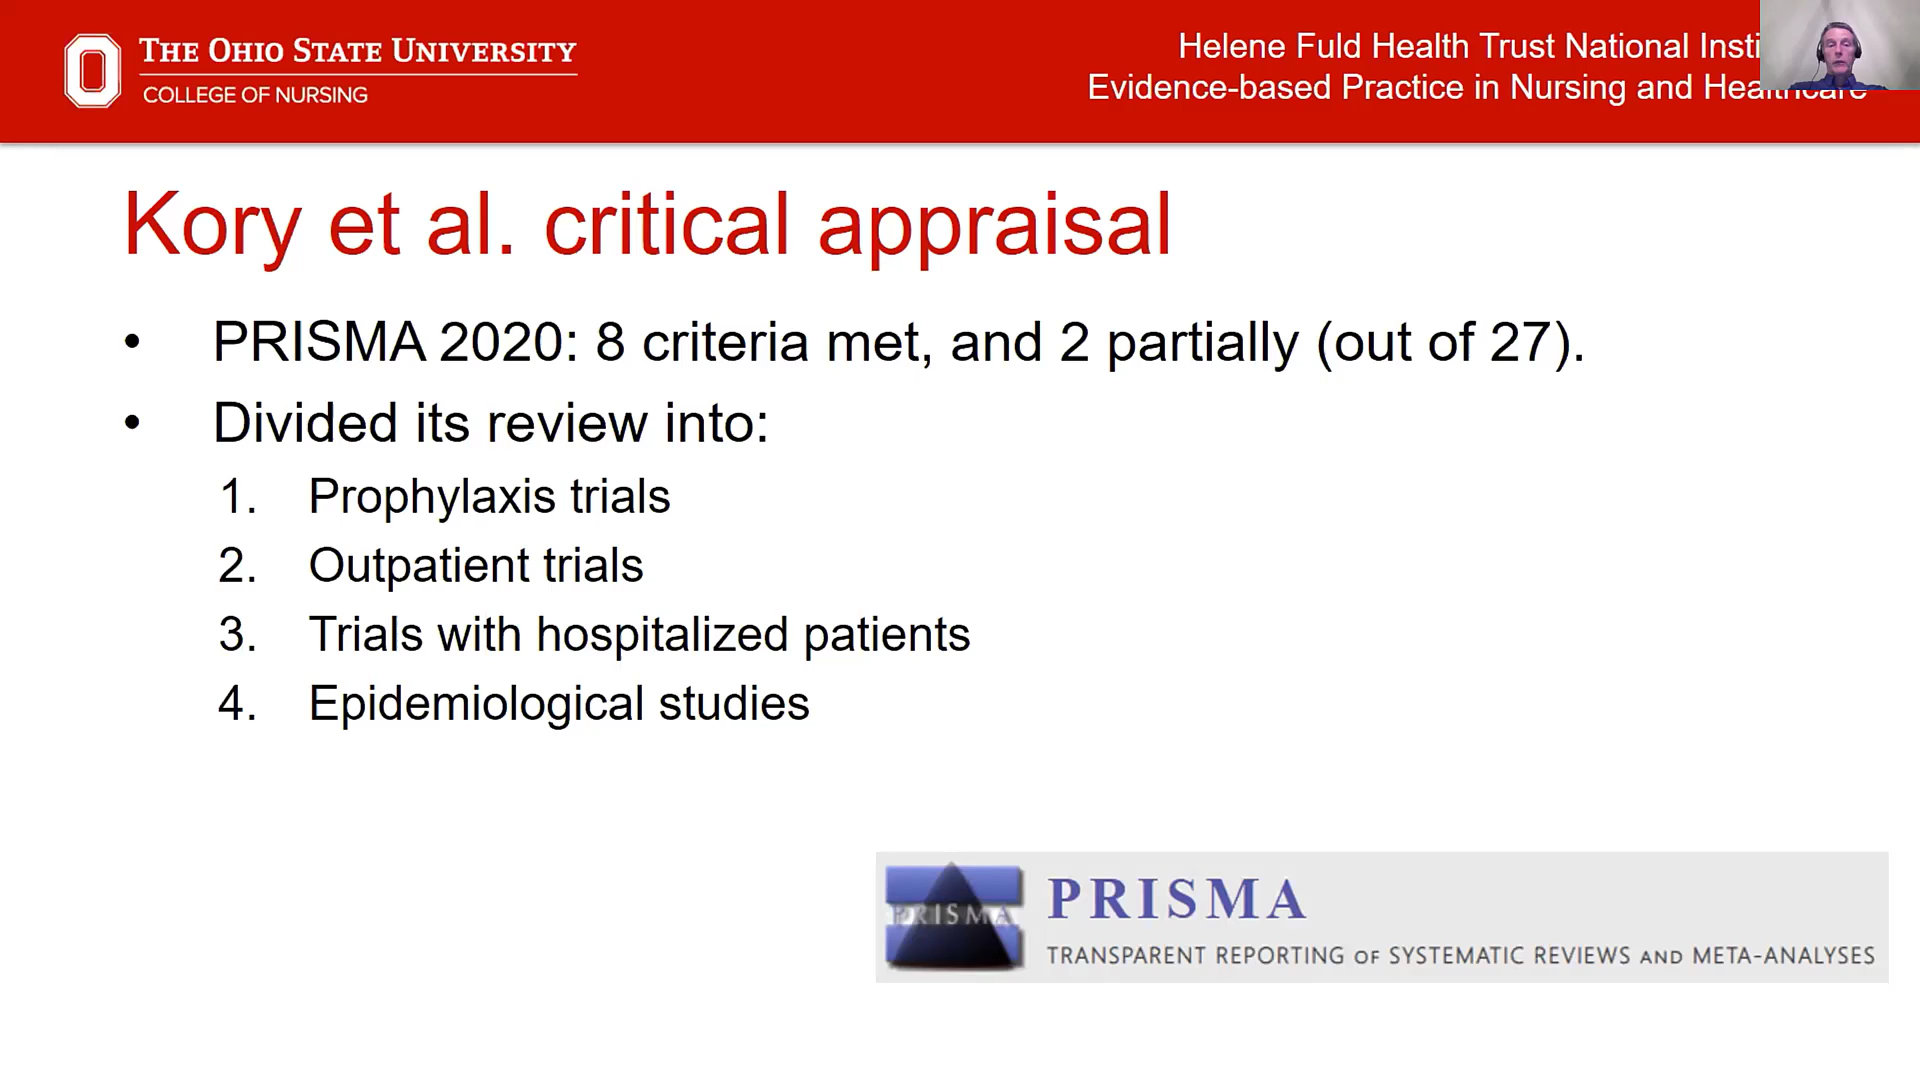 THE OHIO STATE UNIVERSITY
COLLEGE OF NURSING
Helene Fuld Health Trust National
Evidence-based Practice in Nursing and Healthcare
Kory et al. critical appraisal
• PRISMA 2020: 8 criteria met, and 2 partially (out of 27).
• Divided its review into:
1. Prophylaxis trials
2. Outpatient trials
3. Trials with hospitalized patients
4. Epidemiological studies
PRISMA
PRISMA
TRANSPARENT REPORTING OF SYSTEMATIC REVIEWS AND META-ANALYSES